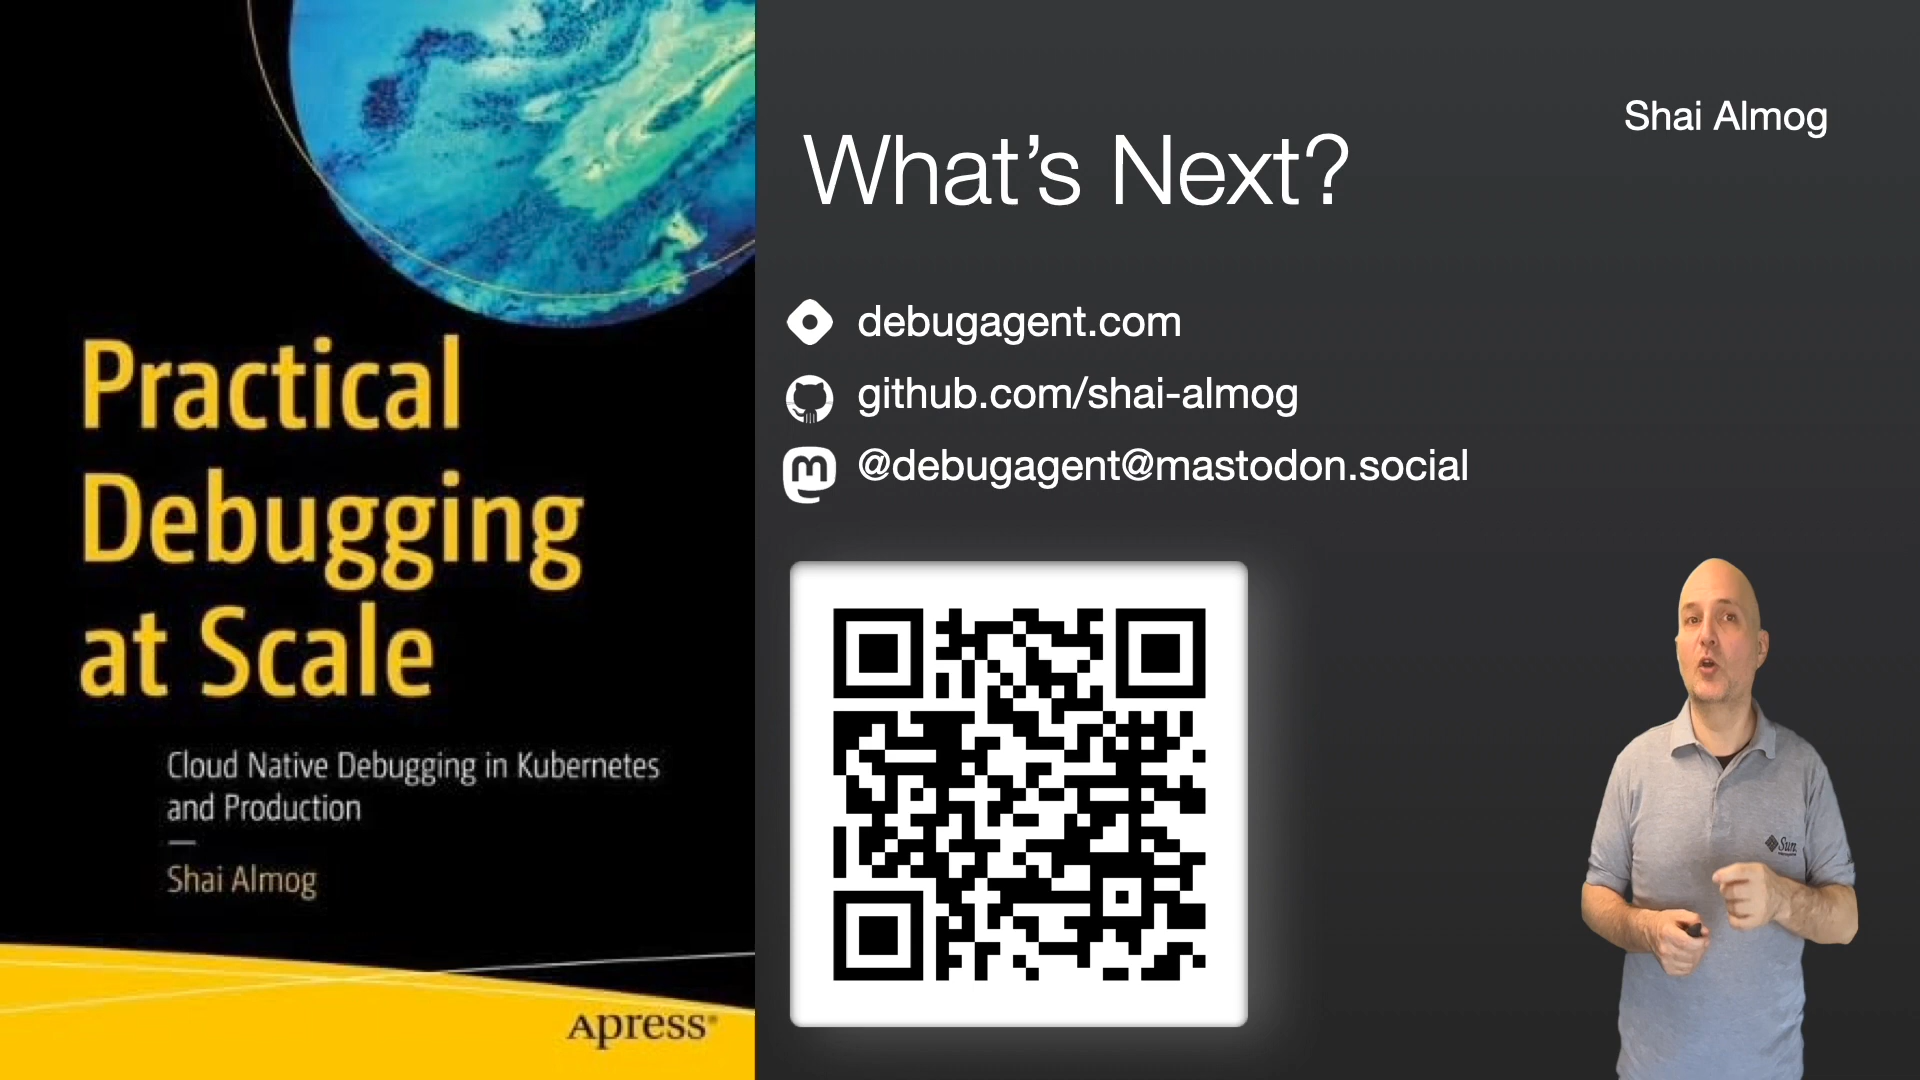 Practical
Debugging
at Scale
Cloud Native Debugging in Kubernetes
and Production
Shai Almog
Apress®
Shai Almog
What's Next?
debugagent.com
github.com/shai-almog
@debugagent@mastodon.social
Sun